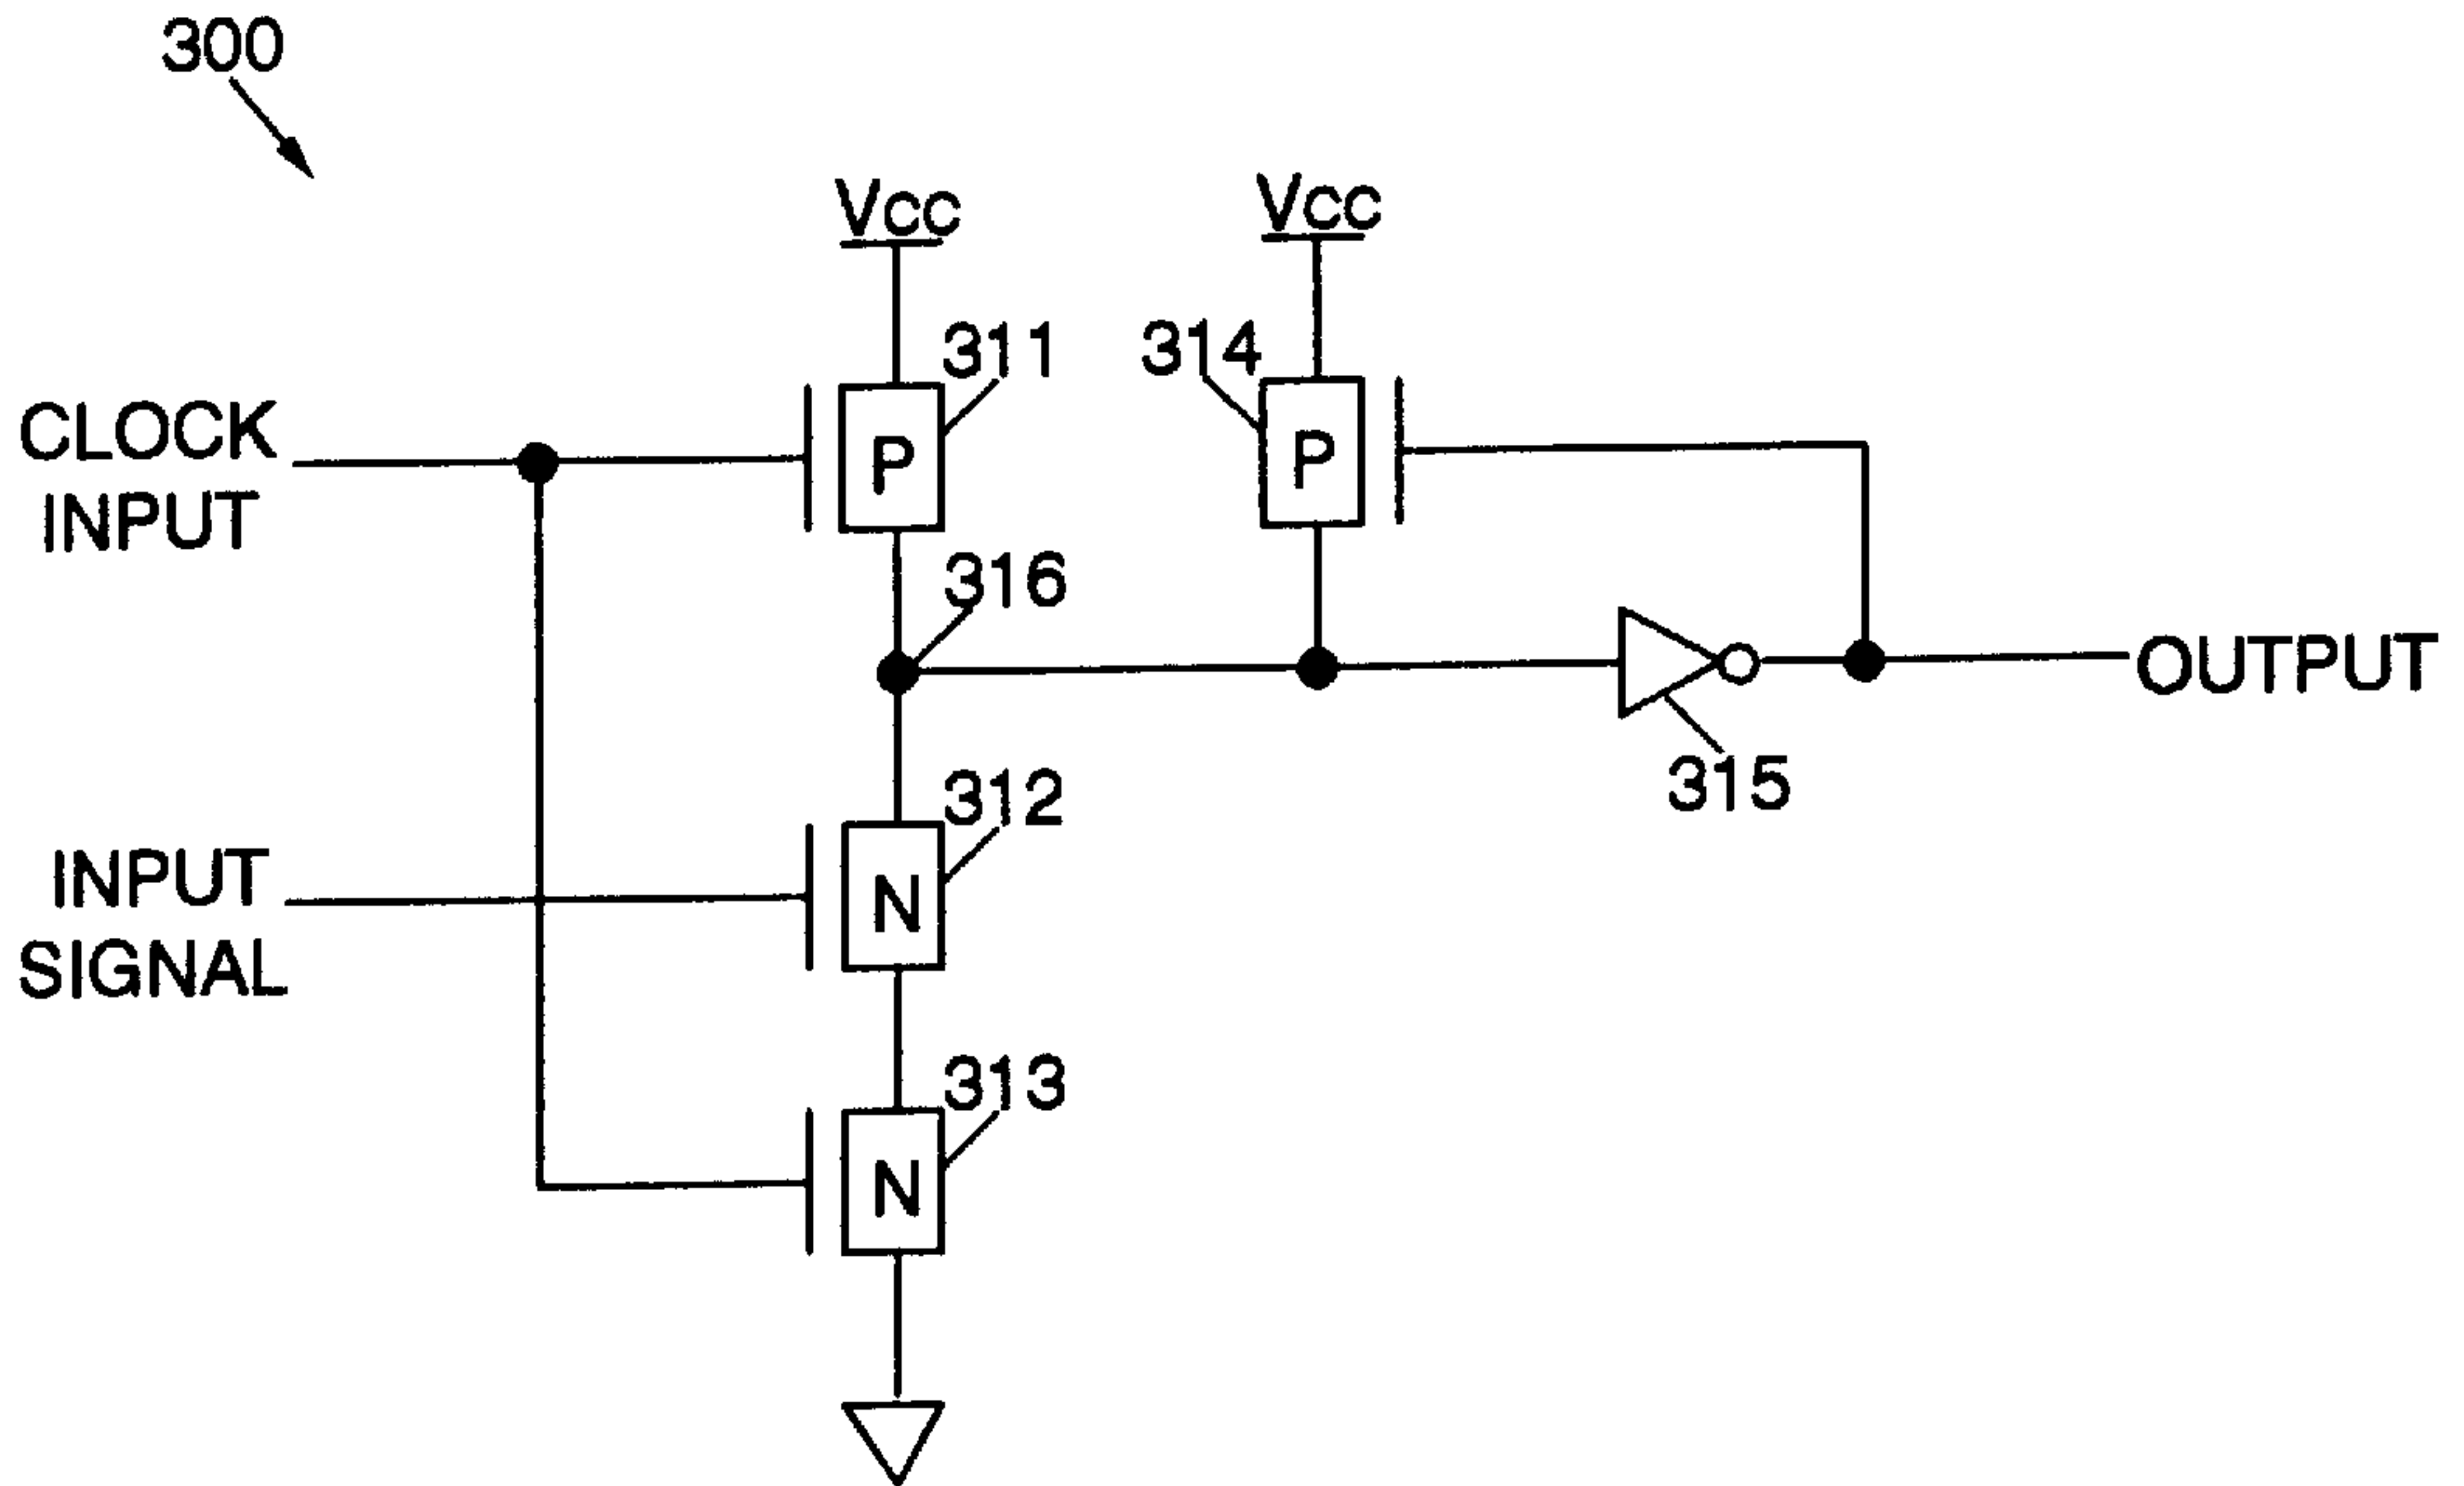 300
VCC
VCC
311
314
P
P
CLOCK
INPUT
316
OUTPUT
315
312
INPUT
SIGNAL
N
313
N